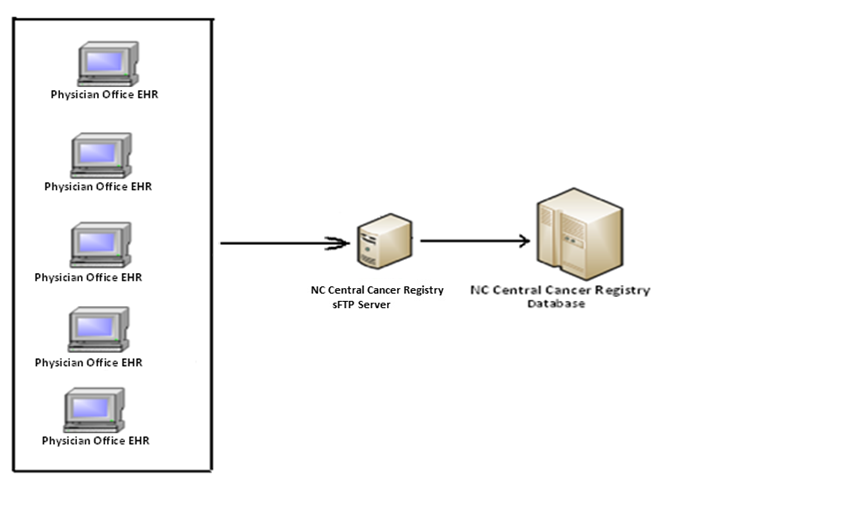 Physician Office EHR
Physician Office EHR
Physician Office EHR
Physician Office EHR
Physician Office EHR
NC Central Cancer Registry
sFTP Server
NC Central Cancer Registry
Database